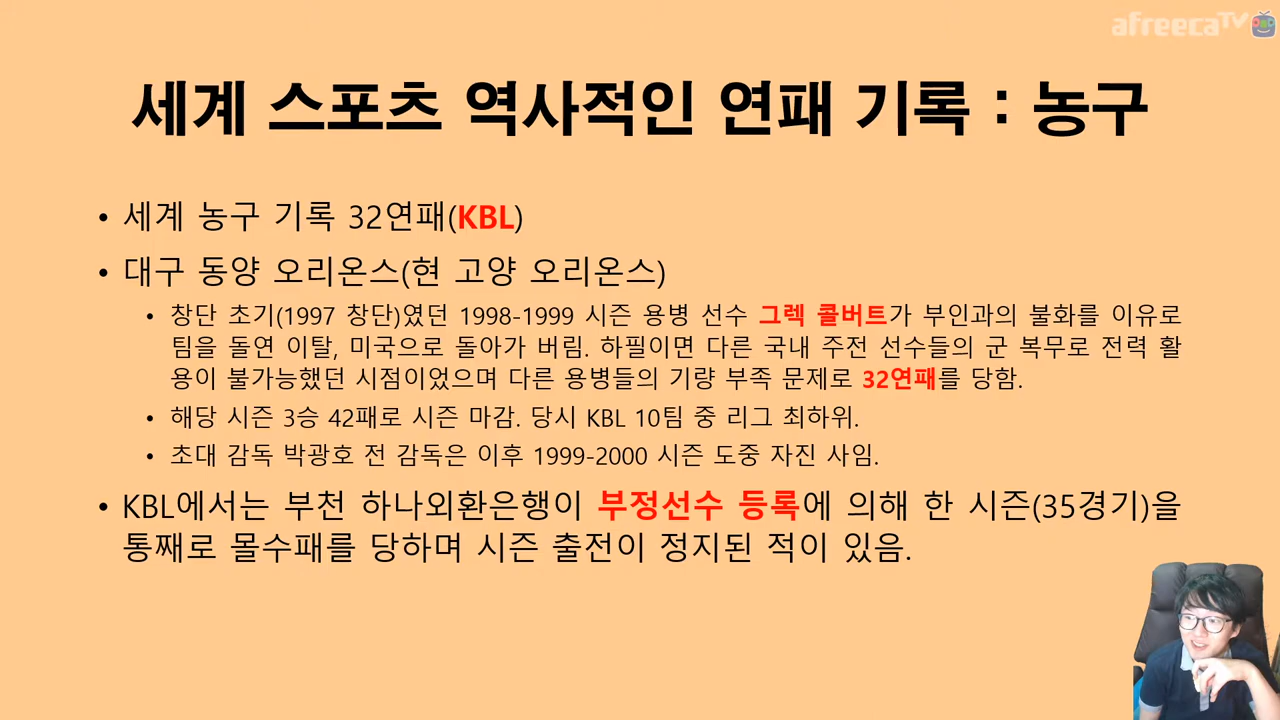 afreecaTV
세계 스포츠 역사적인 연패 기록 : 농구
• 세계 농구 기록 32연패(KBL)
• 대구 동양 오리온스(현 고양 오리온스)
• 창단 초기(1997 창단)였던 1998-1999 시즌 용병 선수 그렉 콜버트가 부인과의 불화를 이유로
팀을 돌연 이탈, 미국으로 돌아가 버림. 하필이면 다른 국내 주전 선수들의 군 복무로 전력 활
용이 불가능했던 시점이었으며 다른 용병들의 기량 부족 문제로 32연패를 당함.
• 해당 시즌 3승 42패로 시즌 마감. 당시 KBL 10팀 중 리그 최하위.
• 초대 감독 박광호 전 감독은 이후 1999-2000 시즌 도중 자진 사임.
• KBL에서는 부천 하나외환은행이 부정선수 등록에 의해 한 시즌(35경기)을
통째로 몰수패를 당하며 시즌 출전이 정지된 적이 있음.